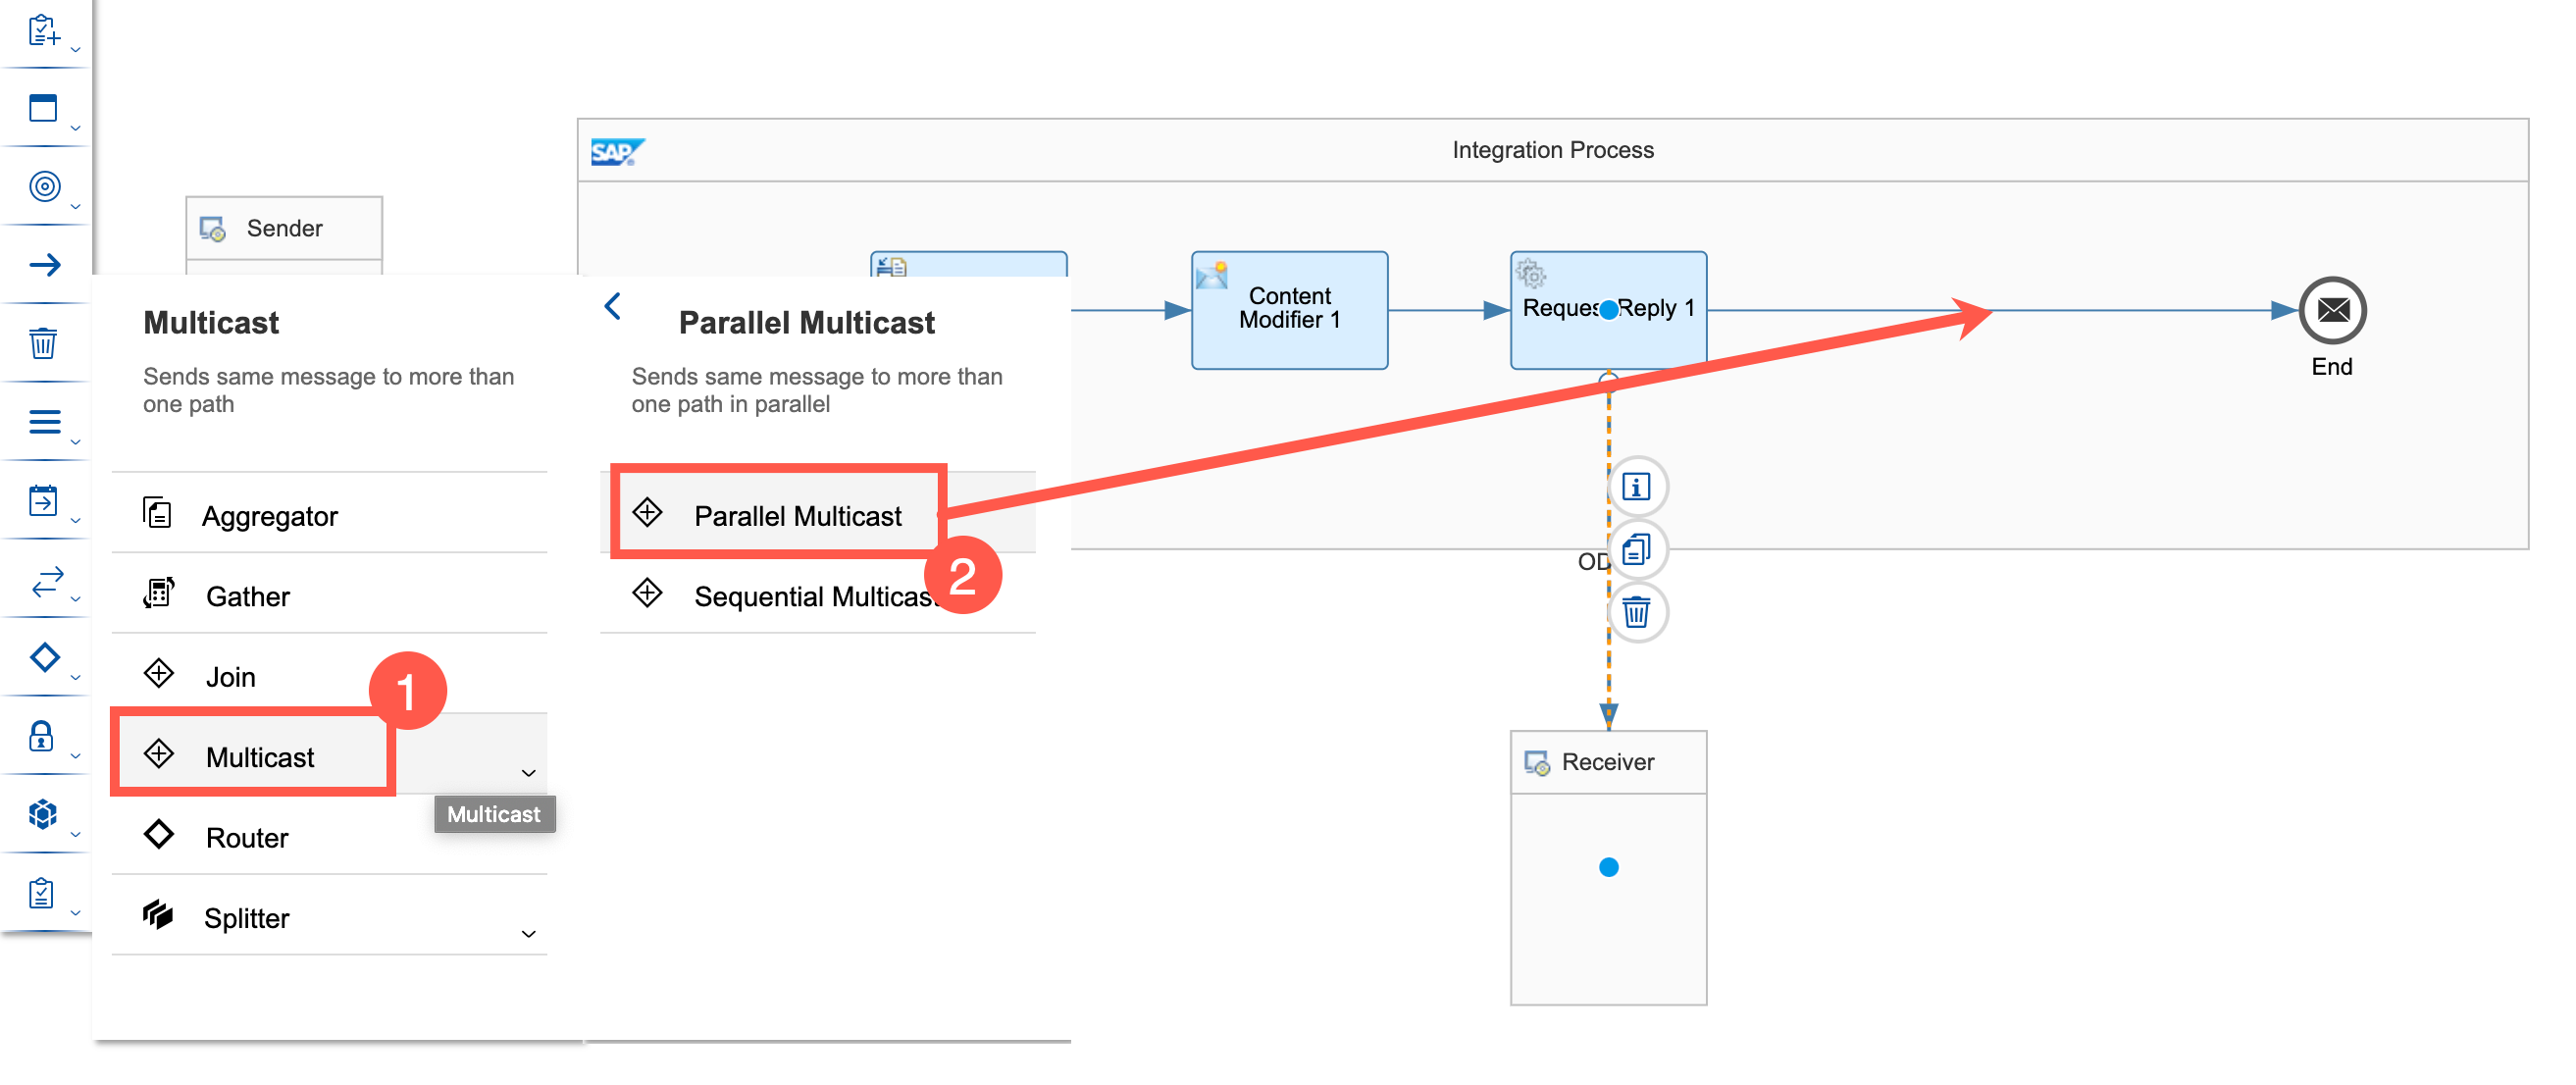 SAP
Integration Process
Sender
Content
Modifier 1
Reques
Reply 1
End
Multicast
Sends same message to more than
one path
Aggregator
Gather
Join
1
Multicast
Multicast
Router
Splitter
Parallel Multicast
Sends same message to more than
one path in parallel
Parallel Multicast
2
Sequential Multicast
OD
Receiver